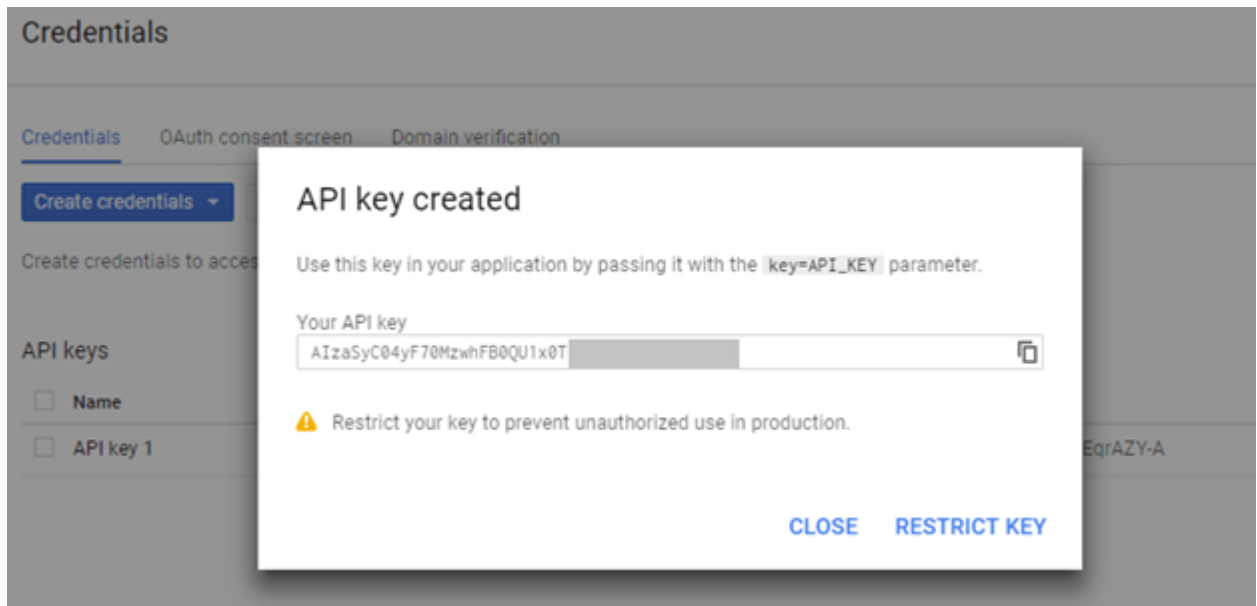 Credentials
Credentials OAuth consent screen Domain verification
Create credentials
Create credentials to acces
API key created
Use this key in your application by passing it with the key=API_KEY parameter.
Your API key
AIzaSyC04yF70MzwhFB0QU1x0T
Restrict your key to prevent unauthorized use in production.
CLOSE RESTRICT KEY
API keys
Name
API key 1 EqrAZY-A